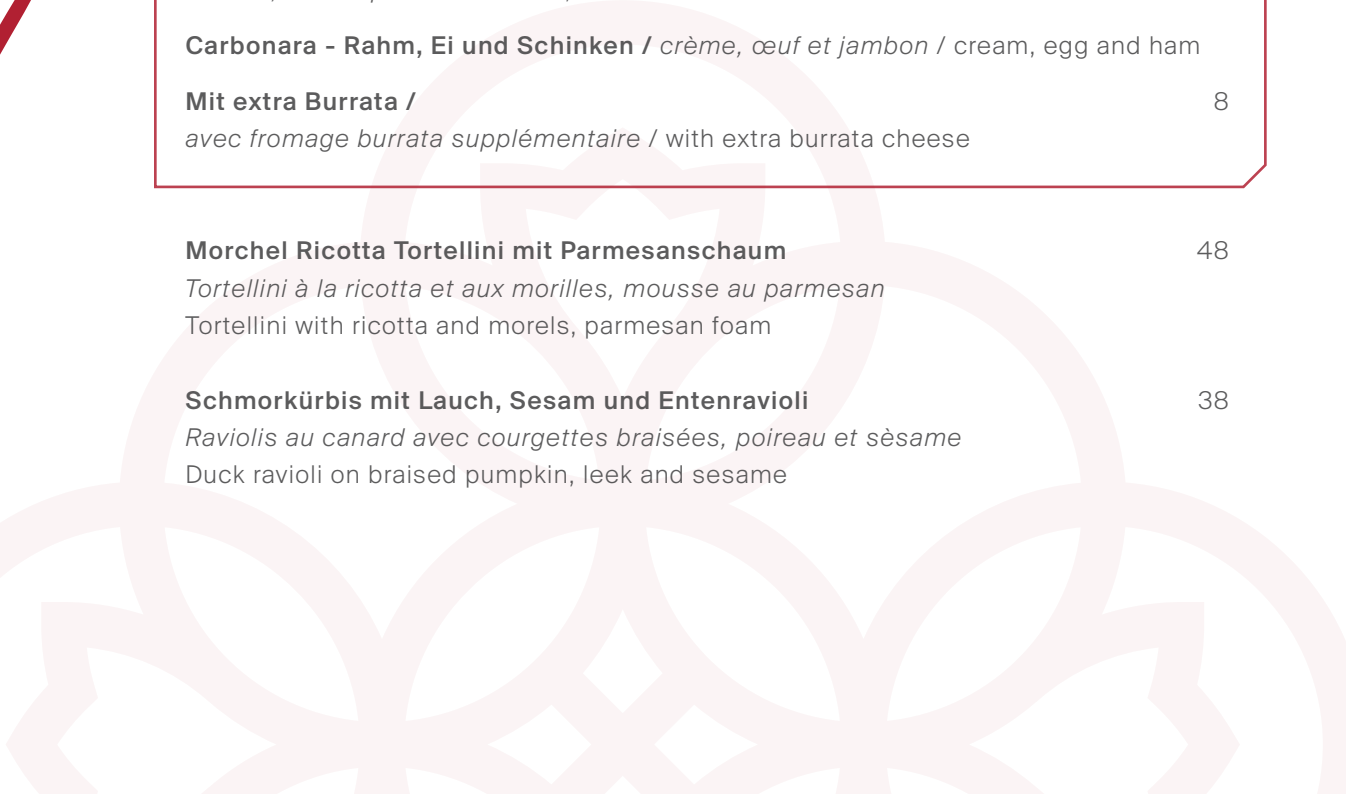 Carbonara - Rahm, Ei und Schinken / crème, œuf et jambon / cream, egg and ham
Mit extra Burrata / 8
avec fromage burrata supplémentaire / with extra burrata cheese
Morchel Ricotta Tortellini mit Parmesanschaum 48
Tortellini à la ricotta et aux morilles, mousse au parmesan
Tortellini with ricotta and morels, parmesan foam
Schmorkürbis mit Lauch, Sesam und Entenravioli 38
Raviolis au canard avec courgettes braisées, poireau et sèsame
Duck ravioli on braised pumpkin, leek and sesame